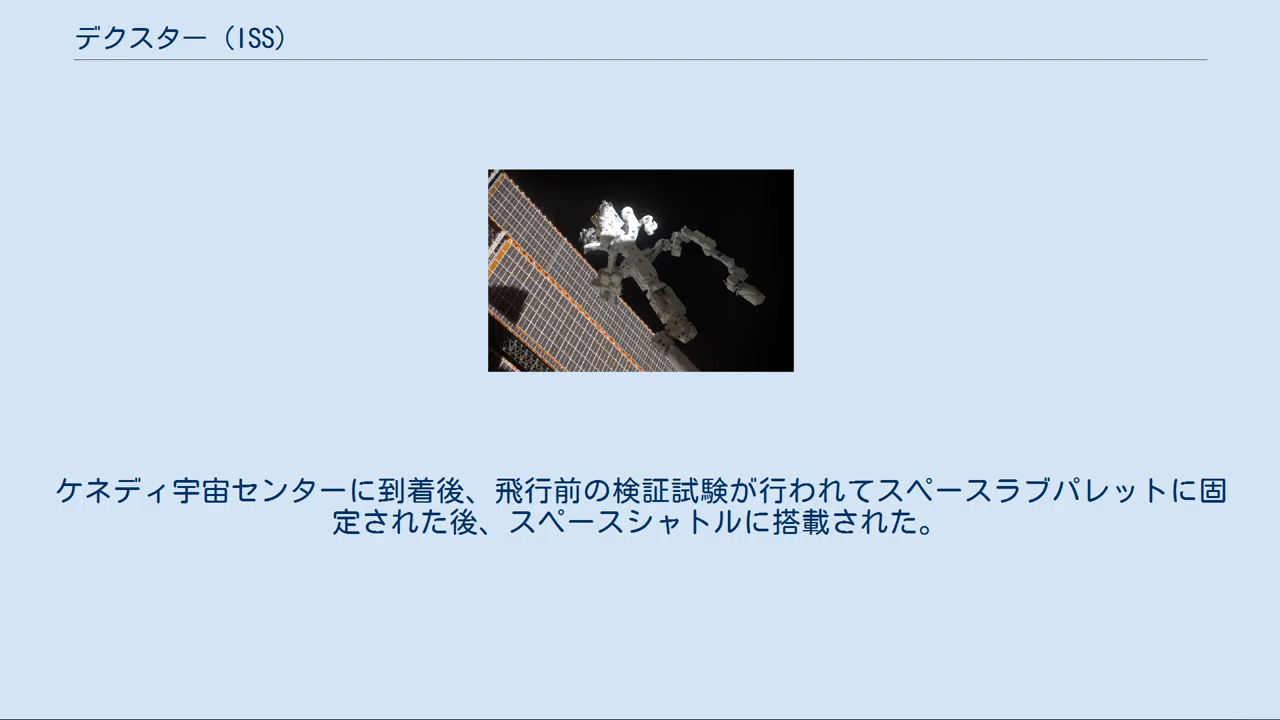 デクスター（ISS）
ケネディ宇宙センターに到着後、飛行前の検証試験が行われてスペースラブパレットに固
定された後、スペースシャトルに搭載された。